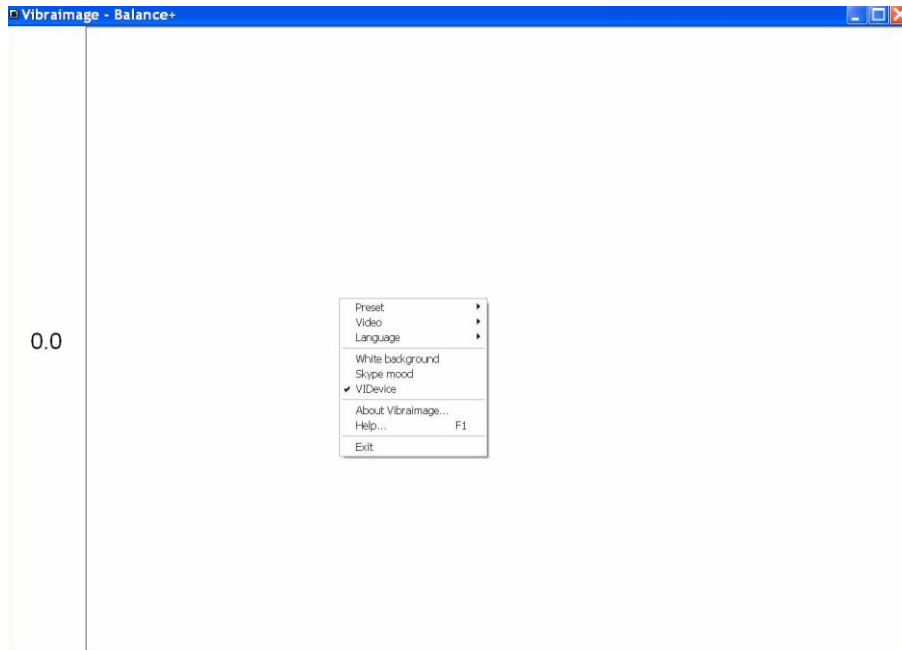 Vibraimage - Balance+
0.0
Preset
Video
Language
White background
Skype mood
VIDevice
About Vibraimage...
Help... F1
Exit